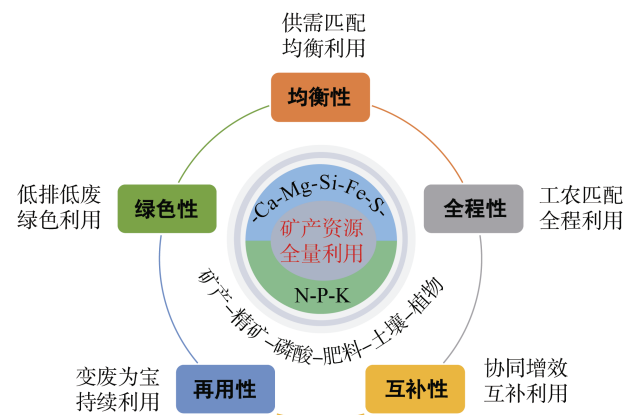 供需匹配
均衡利用
均衡性
低排低废
绿色利用
绿色性
全程性
工农匹配
全程利用
-Ca-Mg-Si-Fe-S-
矿产资源
全量利用
N-P-K
矿产–精矿–磷酸–肥料–土壤–植物
变废为宝
持续利用
再用性
互补性
协同增效
互补利用